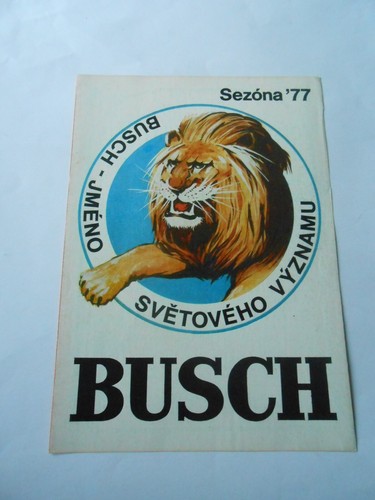 Sezóna '77
BUSCH - JMÉNO
SVĚTOVÉHO VÝZNAMU
BUSCH